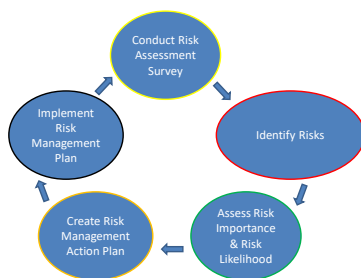 Conduct Risk
Assessment
Survey
Identify Risks
Assess Risk
Importance
& Risk
Likelihood
Create Risk
Management
Action Plan
Implement
Risk
Management
Plan